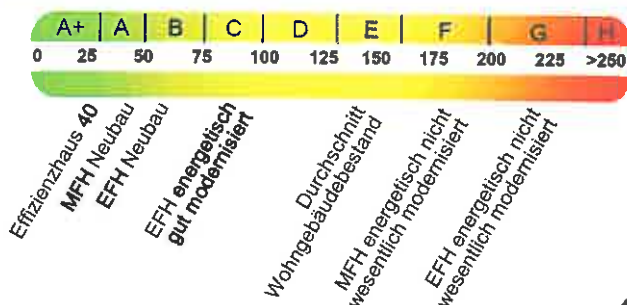 A+ A B C D E F G H
0 25 50 75 100 125 150 175 200 225 >250
Effizienzhaus 40
MFH Neubau
EFH Neubau
EFH energetisch
gut modernisiert
Durchschnitt
Wohngebäudebestand
MFH energetisch nicht
wesentlich modernisiert
EFH energetisch nicht
wesentlich modernisiert